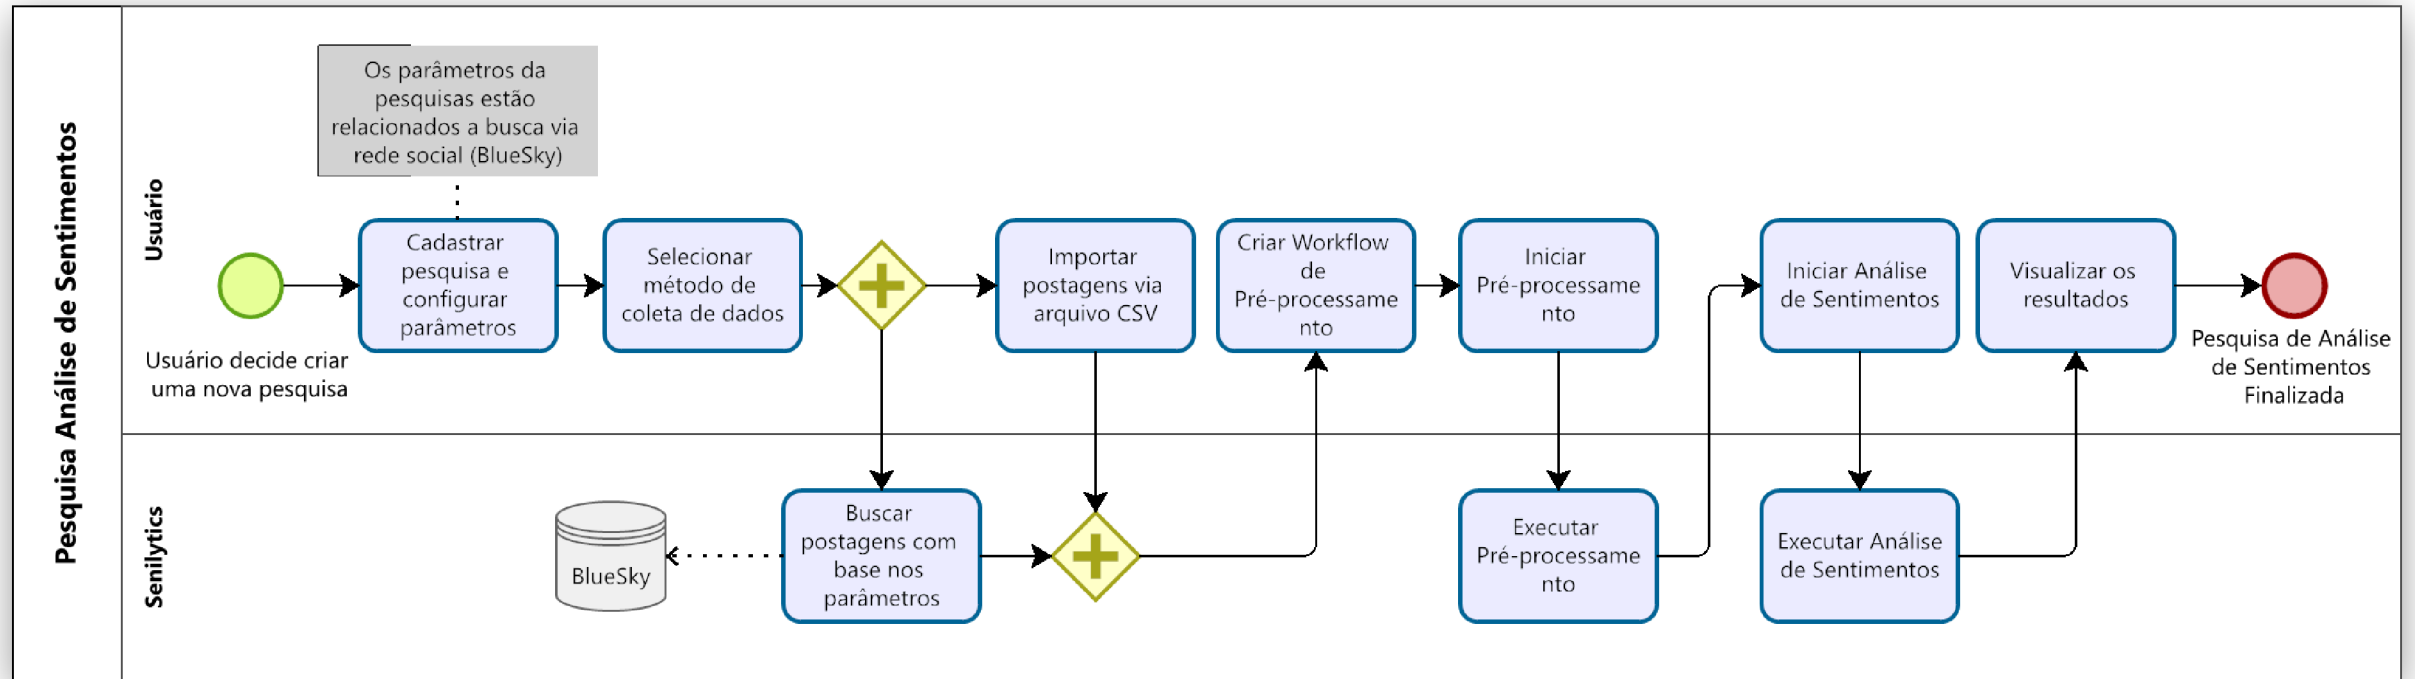 Pesquisa Análise de Sentimentos
Usuário
Os parâmetros da
pesquisas estão
relacionados a busca via
rede social (BlueSky)
Usuário decide criar
uma nova pesquisa
Cadastrar
pesquisa e
configurar
parâmetros
Selecionar
método de
coleta de dados
Importar
postagens via
arquivo CSV
Criar Workflow
de
Pré-processame
nto
Iniciar
Pré-processame
nto
Iniciar Análise
de Sentimentos
Visualizar os
resultados
Pesquisa de Análise
de Sentimentos
Finalizada
Senilytics
BlueSky
Buscar
postagens com
base nos
parâmetros
Executar
Pré-processame
nto
Executar Análise
de Sentimentos